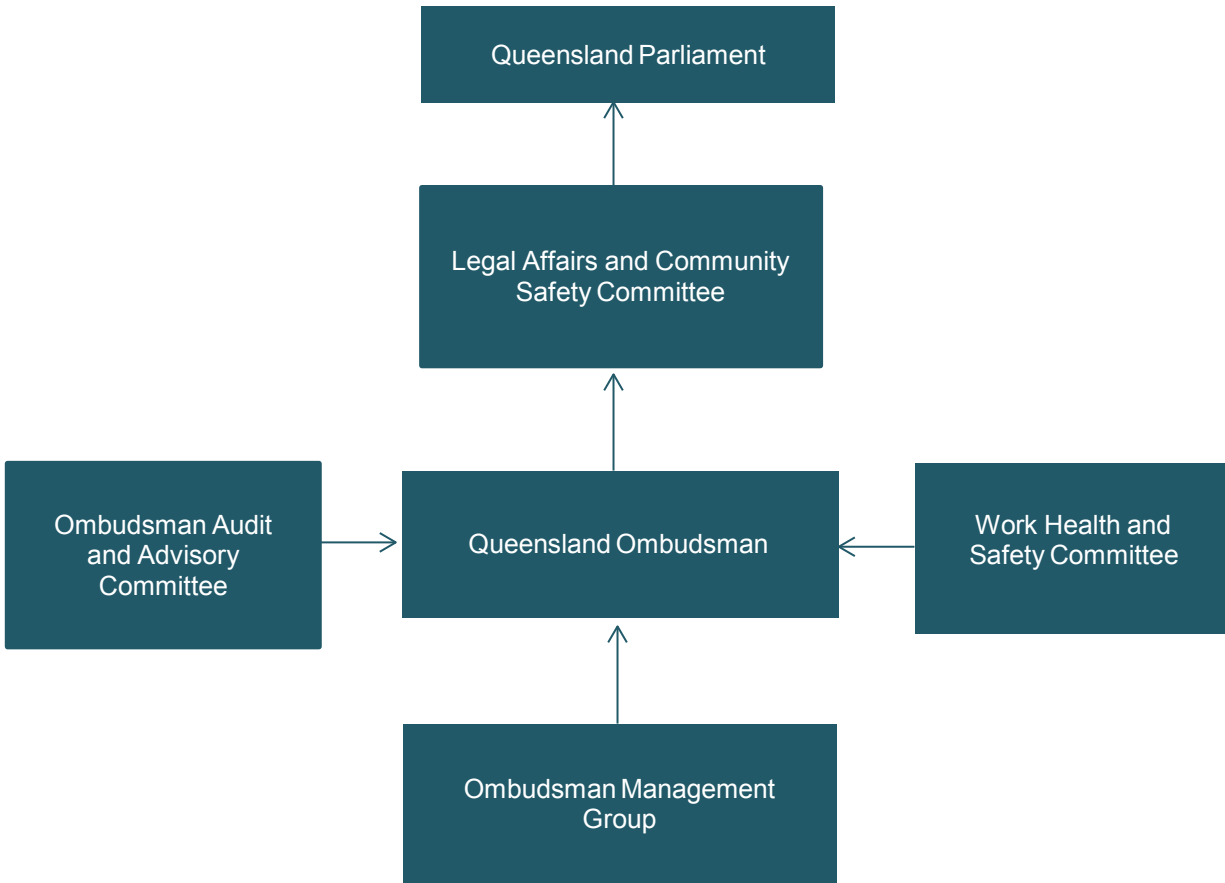 Queensland Parliament
Legal Affairs and Community
Safety Committee
Ombudsman Audit
and Advisory
Committee
Queensland Ombudsman
Work Health and
Safety Committee
Ombudsman Management
Group